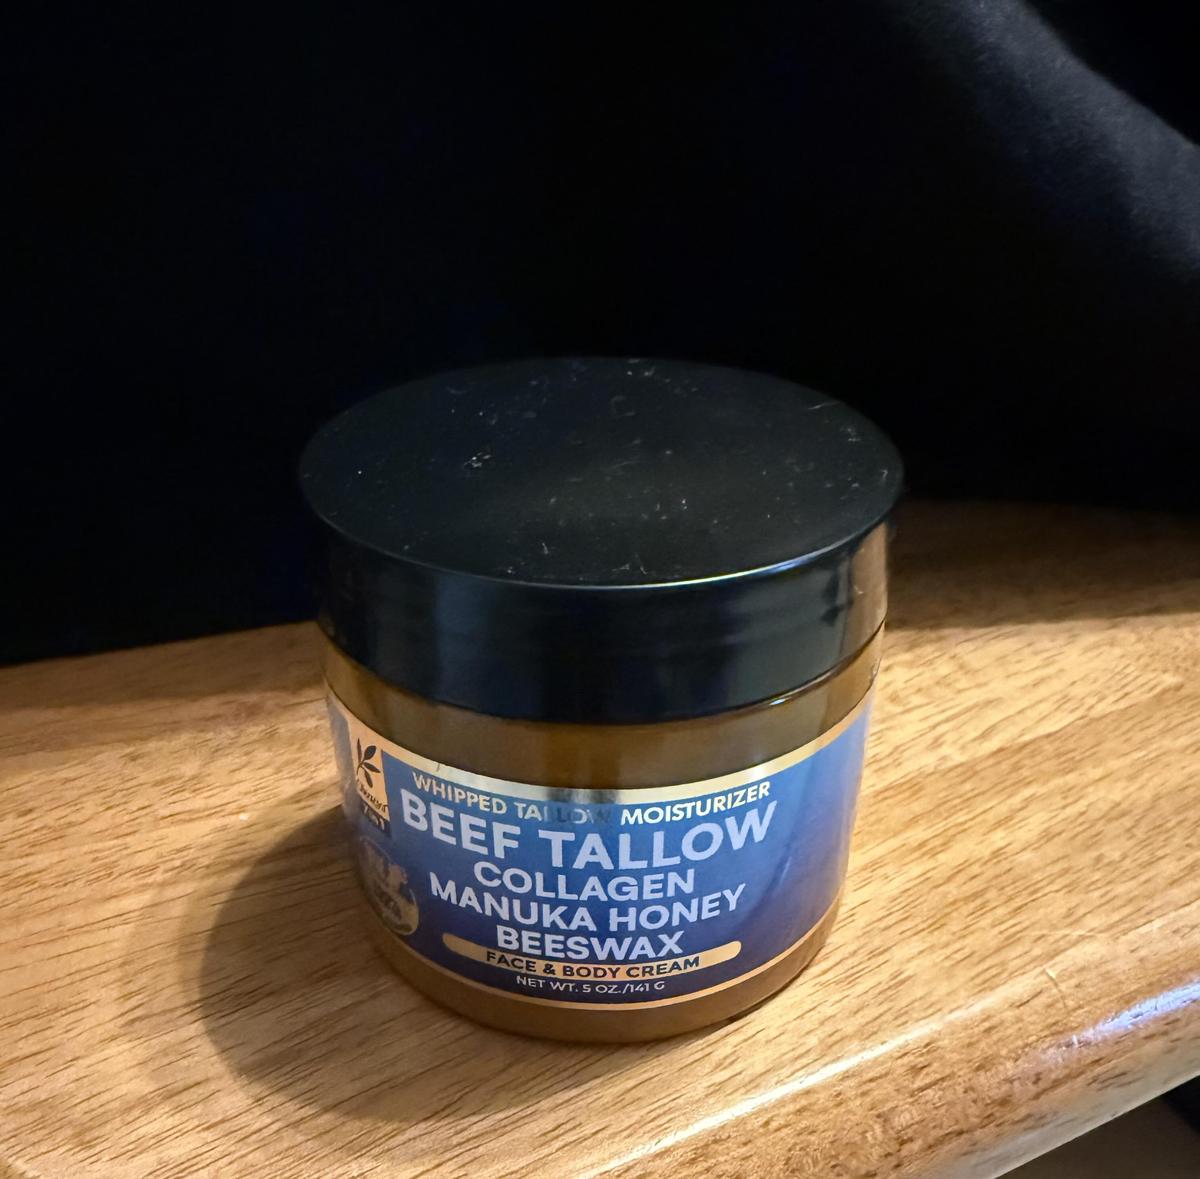 WHIPPED TALLOW MOISTURIZER
BEEF TALLOW
COLLAGEN
MANUKA HONEY
BEESWAX
FACE & BODY CREAM
NET WT. 5 OZ./141 G